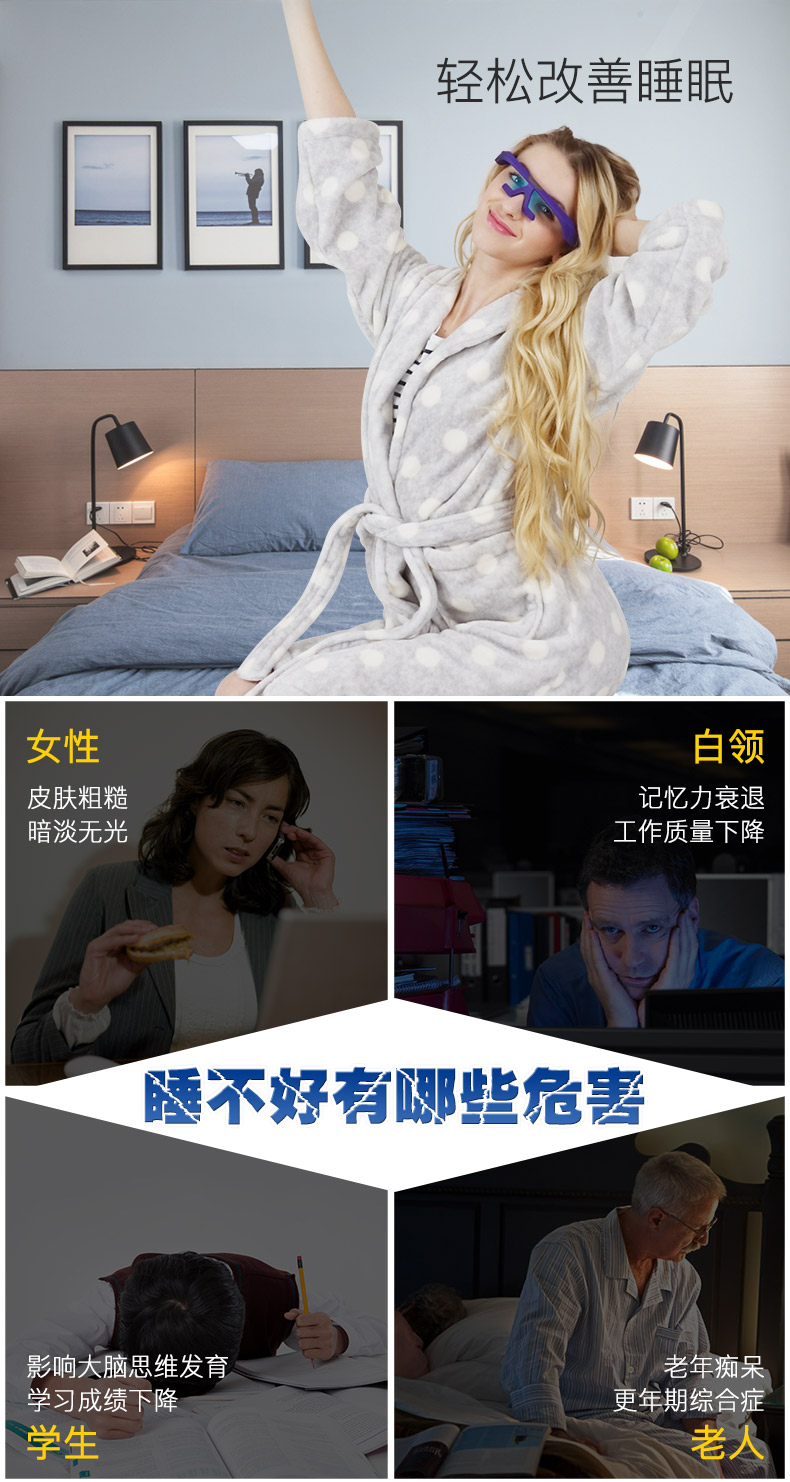 轻松改善睡眠
女性
皮肤粗糙
暗淡无光
白领
记忆力衰退
工作质量下降
睡不好有哪些危害
影响大脑思维发育
学习成绩下降
学生
老年痴呆
更年期综合症
老人